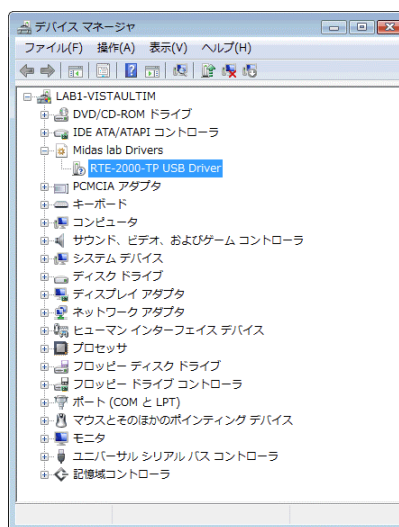 デバイス マネージャ
ファイル(F) 操作(A) 表示(V) ヘルプ(H)
LAB1-VISTAULTIM
DVD/CD-ROM ドライブ
IDE ATA/ATAPI コントローラ
Midas lab Drivers
RTE-2000-TP USB Driver
PCMCIA アダプタ
キーボード
コンピュータ
サウンド、ビデオ、およびゲーム コントローラ
システム デバイス
ディスク ドライブ
ディスプレイ アダプタ
ネットワーク アダプタ
ヒューマン インターフェイス デバイス
プロセッサ
フロッピー ディスク ドライブ
フロッピー ドライブ コントローラ
ポート (COM と LPT)
マウスとそのほかのポインティング デバイス
モニタ
ユニバーサル シリアル バス コントローラ
記憶域コントローラ